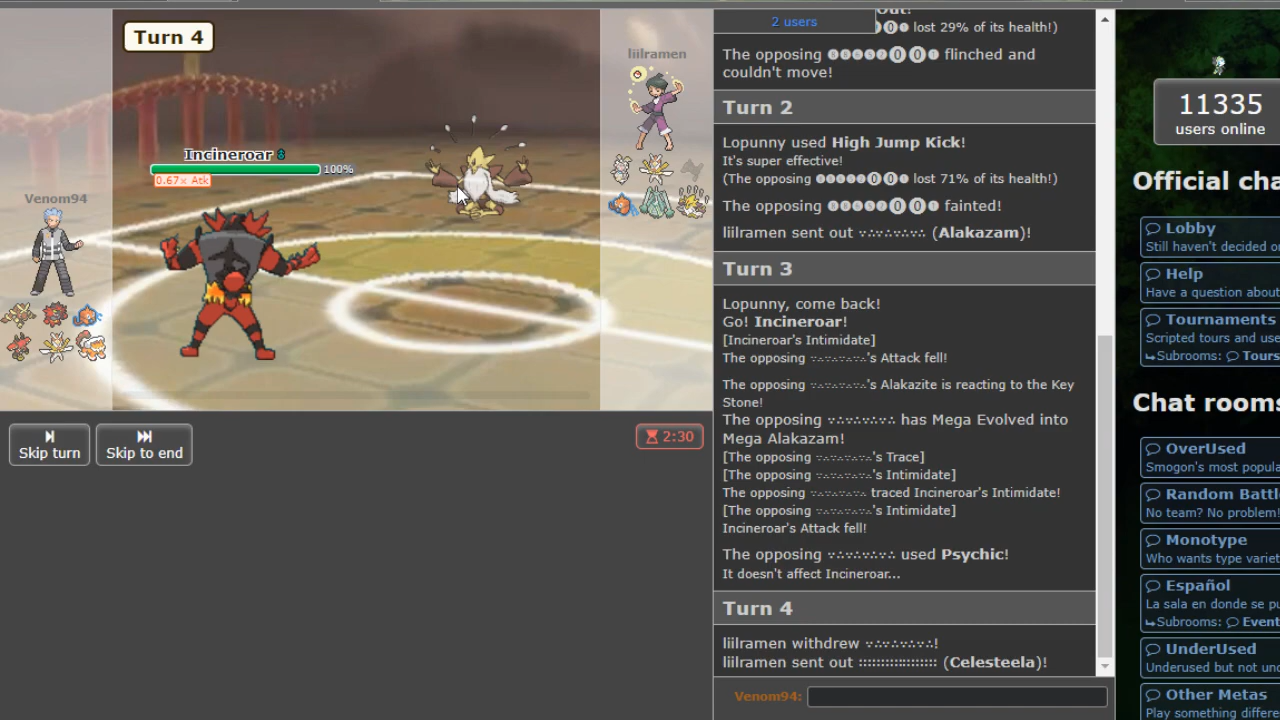 Turn 4
Incineroar
100%
0.67× Atk
Venom94
liilramen
Skip turn
Skip to end
2:30
2 users
Out!
lost 29% of its health!)
The opposing flinched and
couldn't move!
Turn 2
Lopunny used High Jump Kick!
It's super effective!
(The opposing lost 71% of its health!)
The opposing fainted!
liilramen sent out ∵∴∵∴∵∴∵∴ (Alakazam)!
Turn 3
Lopunny, come back!
Go! Incineroar!
[Incineroar's Intimidate]
The opposing ∵∴∵∴∵∴∵∴'s Attack fell!
The opposing ∵∴∵∴∵∴∵∴'s Alakazite is reacting to the Key
Stone!
The opposing ∵∴∵∴∵∴∵∴ has Mega Evolved into
Mega Alakazam!
[The opposing ∵∴∵∴∵∴∵∴'s Trace]
[The opposing ∵∴∵∴∵∴∵∴'s Intimidate]
The opposing ∵∴∵∴∵∴∵∴ traced Incineroar's Intimidate!
[The opposing ∵∴∵∴∵∴∵∴'s Intimidate]
Incineroar's Attack fell!
The opposing ∵∴∵∴∵∴∵∴ used Psychic!
It doesn't affect Incineroar...
Turn 4
liilramen withdrew ∵∴∵∴∵∴∵∴!
liilramen sent out ::::::::::::::::: (Celesteela)!
Venom94:
11335
users online
Official cha
Lobby
Still haven't decided o
Help
Have a question about
Tournaments
Scripted tours and use
Subrooms: Tours
Chat rooms
OverUsed
Smogon's most popula
Random Battl
No team? No problem!
Monotype
Who wants type variet
Español
La sala en donde se pu
Subrooms: Event
UnderUsed
Underused but not und
Other Metas
Play something differe